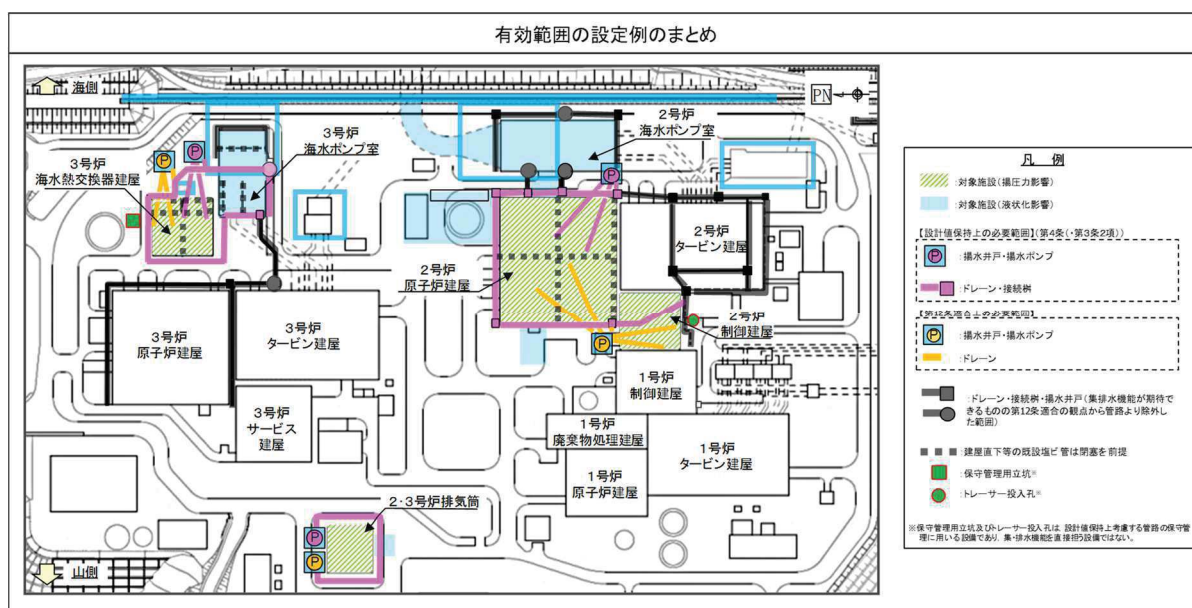 有効範囲の設定例のまとめ
海側
PN
3号炉
海水熱交換器建屋
3号炉
海水ポンプ室
2号炉
海水ポンプ室
P
P
P
2号炉
タービン建屋
2号炉
原子炉建屋
2号炉
制御建屋
P
3号炉
原子炉建屋
3号炉
タービン建屋
3号炉
サービス
建屋
1号炉
制御建屋
1号炉
廃棄物処理建屋
1号炉
原子炉建屋
1号炉
タービン建屋
2・3号炉排気筒
P
P
山側
凡 例
:対象施設(揚圧力影響)
:対象施設(液状化影響)
【設計値保持上の必要範囲】(第4条(・第3条2項))
P
:揚水井戸・揚水ポンプ
:ドレーン・接続桝
【第12条適合上の必要範囲】
P
:揚水井戸・揚水ポンプ
:ドレーン
:ドレーン・接続桝・揚水井戸(集排水機能が期待で
きるものの第12条適合の観点から管路より除外し
た範囲)
:建屋直下等の既設塩ビ管は閉塞を前提
:保守管理用立坑※
:トレーサー投入孔※
※保守管理用立坑及びトレーサー投入孔は、設計値保持上考慮する管路の保守管
理に用いる設備であり、集・排水機能を直接担う設備ではない。